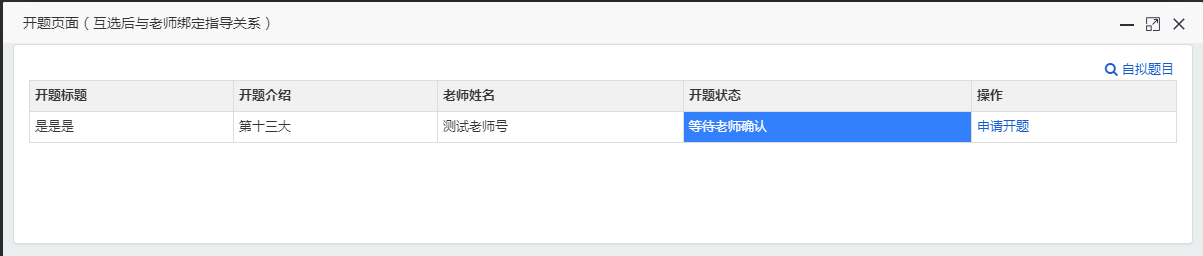 开题页面（互选后与老师绑定指导关系）
自拟题目
开题标题 开题介绍 老师姓名 开题状态 操作
是是是 第十三大 测试老师号 等待老师确认 申请开题